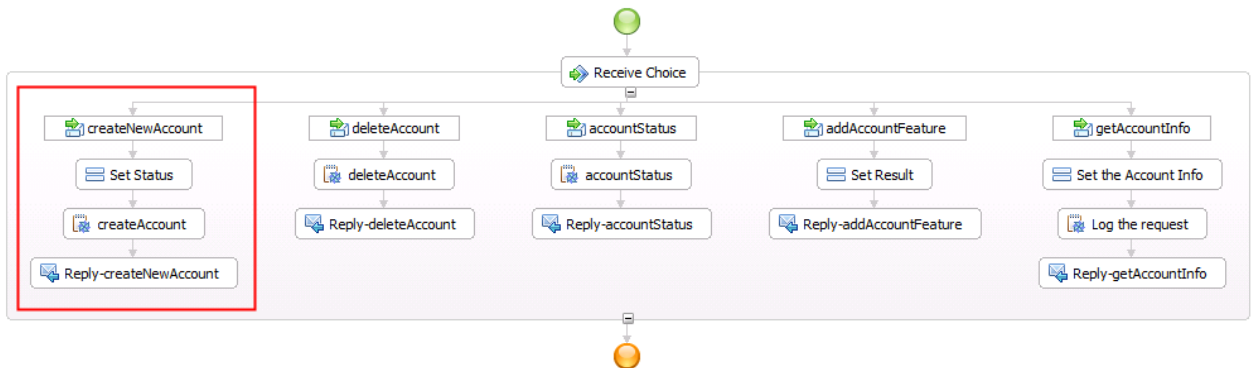 Receive Choice
createNewAccount
deleteAccount
accountStatus
addAccountFeature
getAccountInfo
Set Status
deleteAccount
accountStatus
Set Result
Set the Account Info
createAccount
Reply-deleteAccount
Reply-accountStatus
Reply-addAccountFeature
Log the request
Reply-createNewAccount
Reply-getAccountInfo